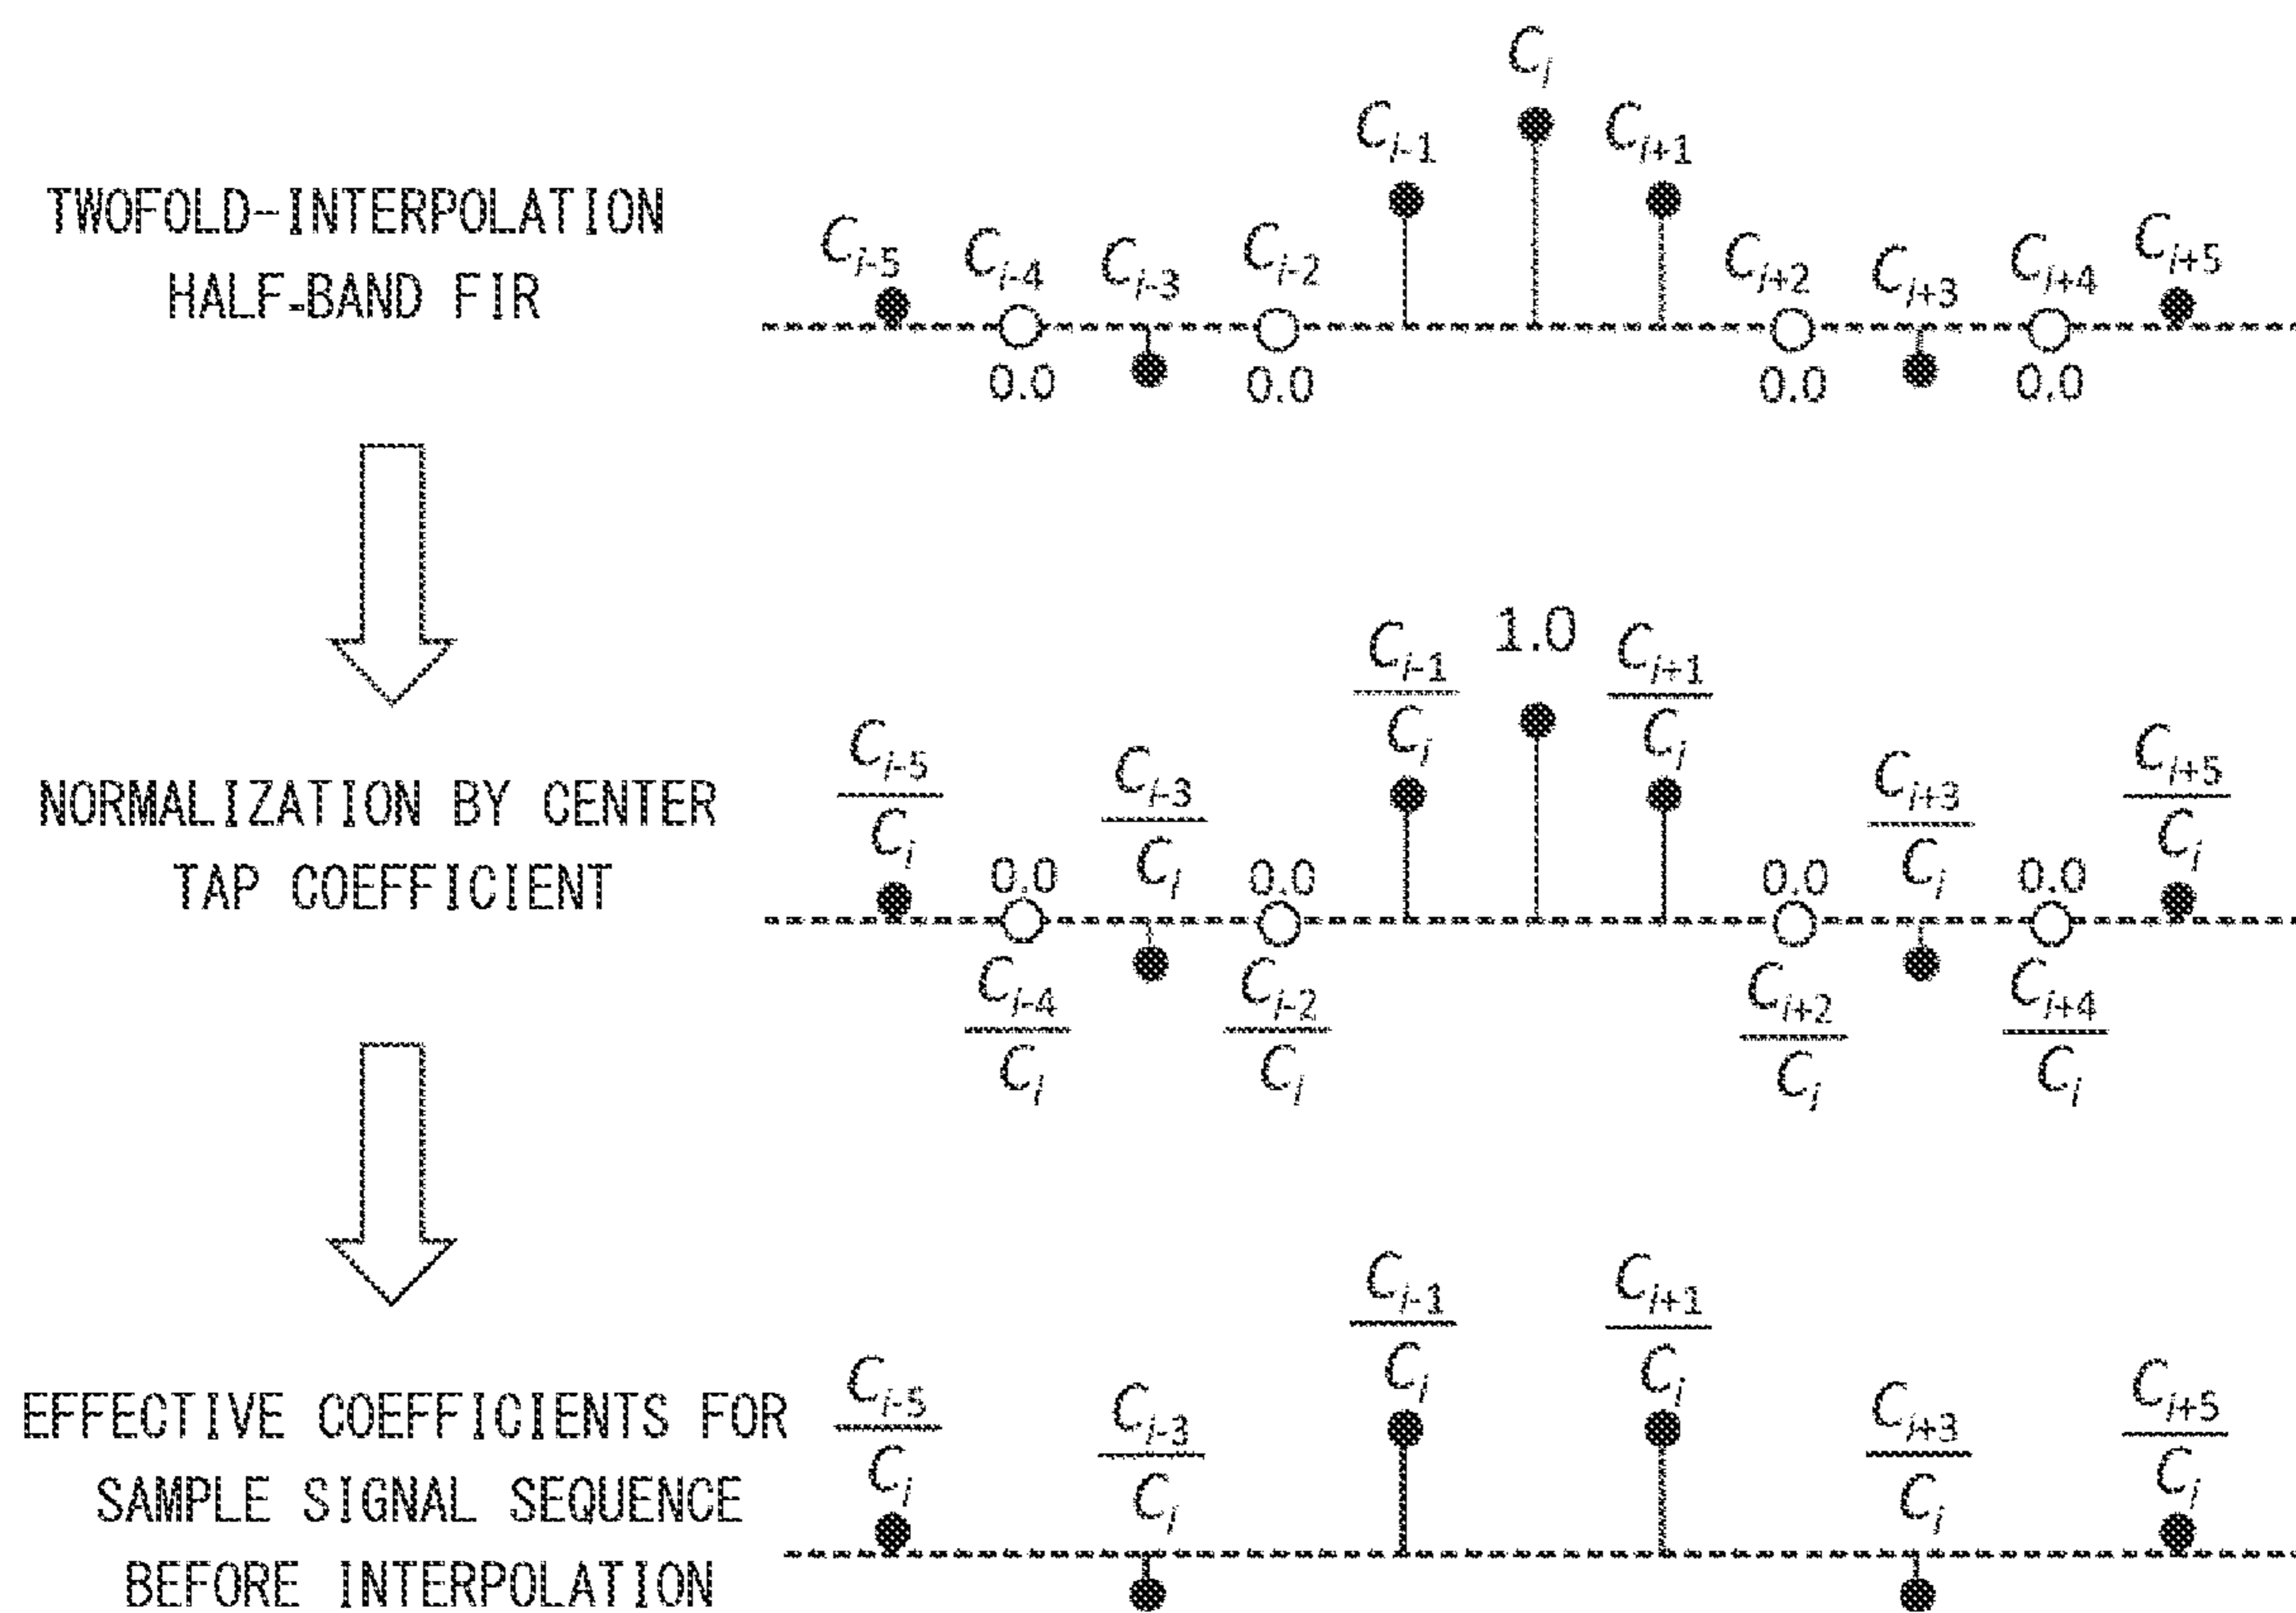 TWOFOLD-INTERPOLATION
HALF-BAND FIR
C_{i-5} C_{i-4} C_{i-3} C_{i-2} C_{i-1} C_i C_{i+1} C_{i+2} C_{i+3} C_{i+4} C_{i+5}
0.0 0.0 0.0 0.0
NORMALIZATION BY CENTER
TAP COEFFICIENT
C_{i-5}/C_i C_{i-3}/C_i C_{i-1}/C_i 1.0 C_{i+1}/C_i C_{i+3}/C_i C_{i+5}/C_i
0.0 0.0 0.0 0.0
C_{i-4}/C_i C_{i-2}/C_i C_{i+2}/C_i C_{i+4}/C_i
EFFECTIVE COEFFICIENTS FOR
SAMPLE SIGNAL SEQUENCE
BEFORE INTERPOLATION
C_{i-5}/C_i C_{i-3}/C_i C_{i-1}/C_i C_{i+1}/C_i C_{i+3}/C_i C_{i+5}/C_i